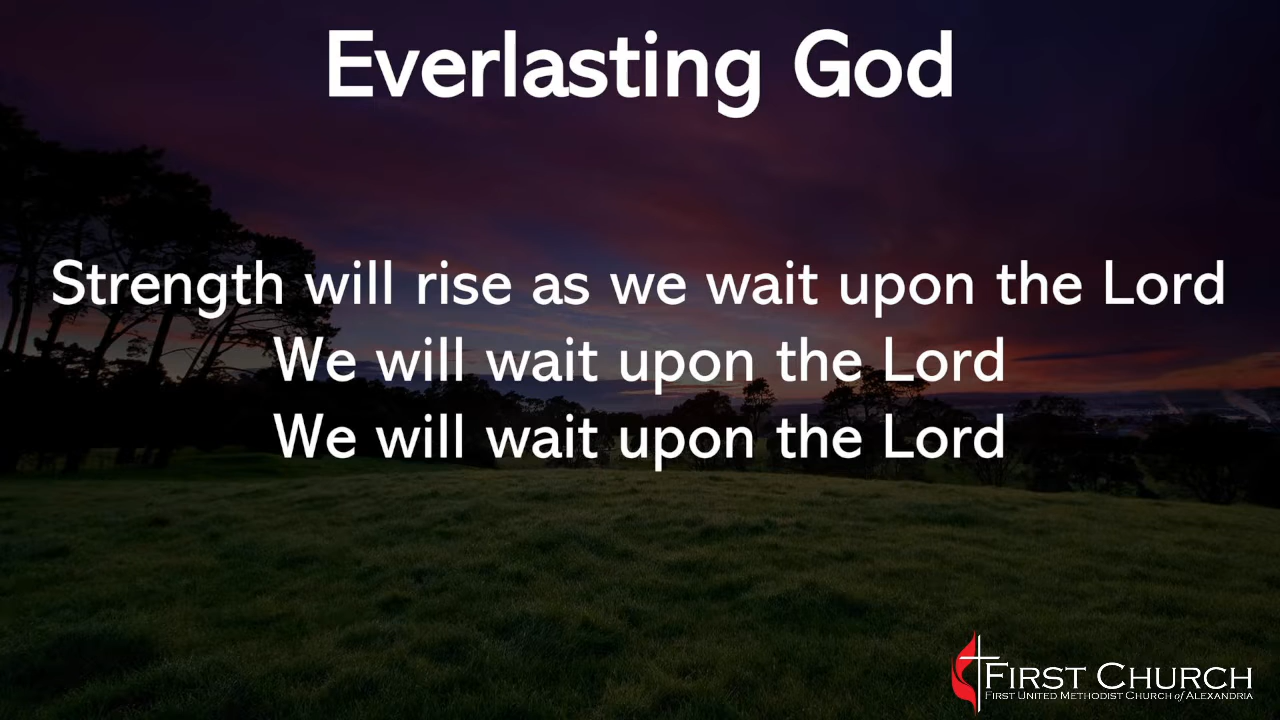 Everlasting God
Strength will rise as we wait upon the Lord
We will wait upon the Lord
We will wait upon the Lord
First Church
First United Methodist Church of Alexandria